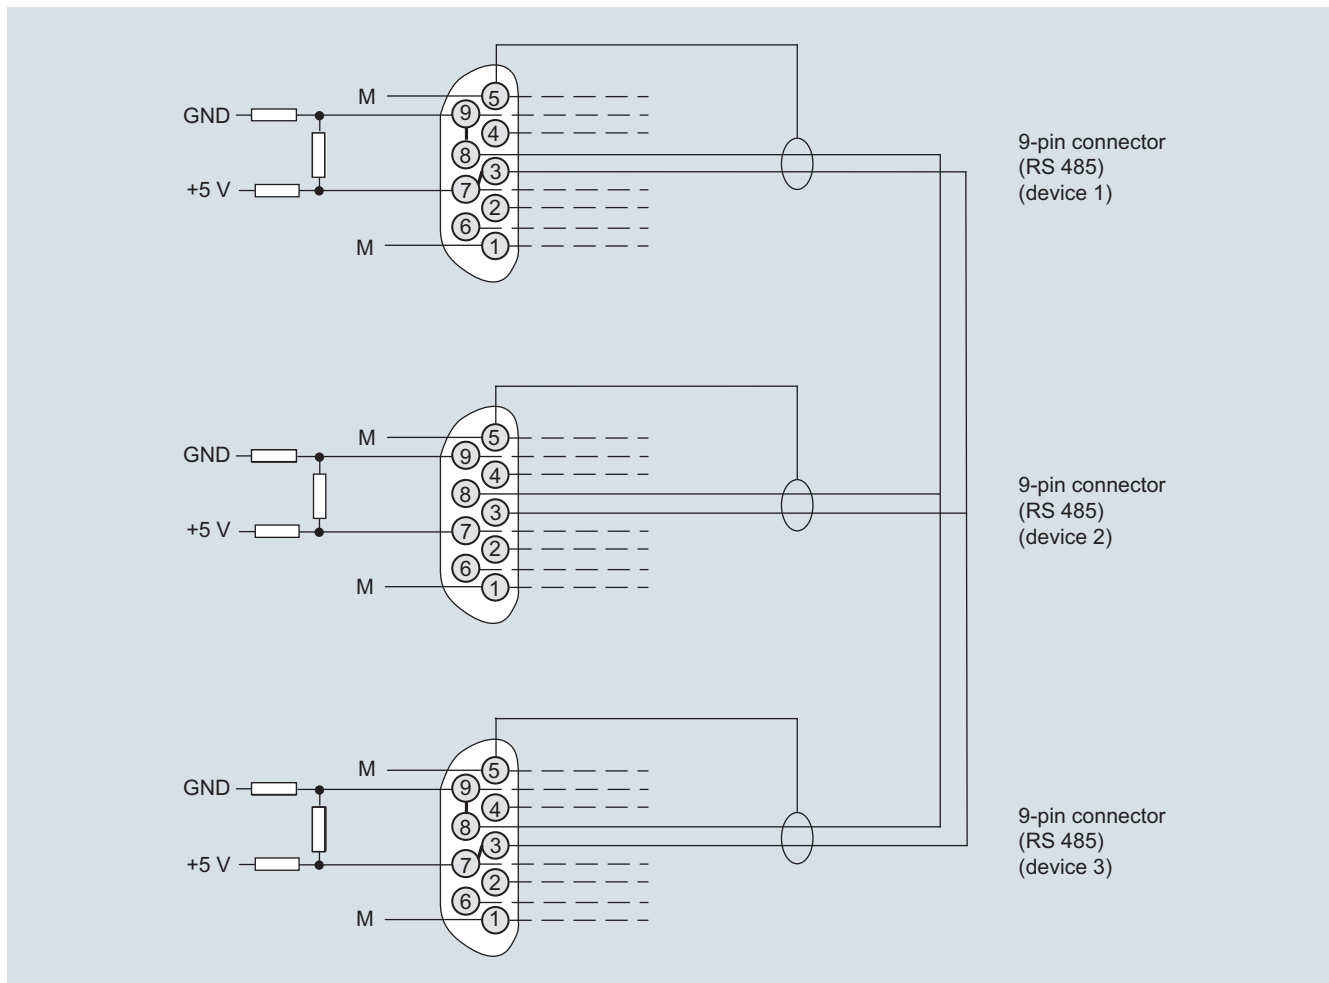 M
5
GND
9
4
8
3
+5 V
7
2
6
M
1
9-pin connector
(RS 485)
(device 1)
M
5
GND
9
4
8
3
+5 V
7
2
6
M
1
9-pin connector
(RS 485)
(device 2)
M
5
GND
9
4
8
3
+5 V
7
2
6
M
1
9-pin connector
(RS 485)
(device 3)